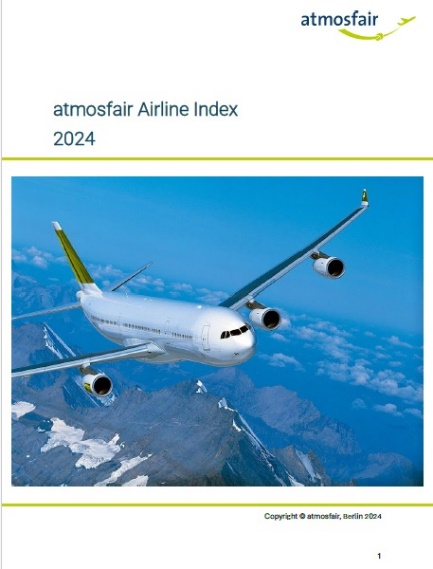 atmosfair
atmosfair Airline Index
2024
Copyright © atmosfair, Berlin 2024
1